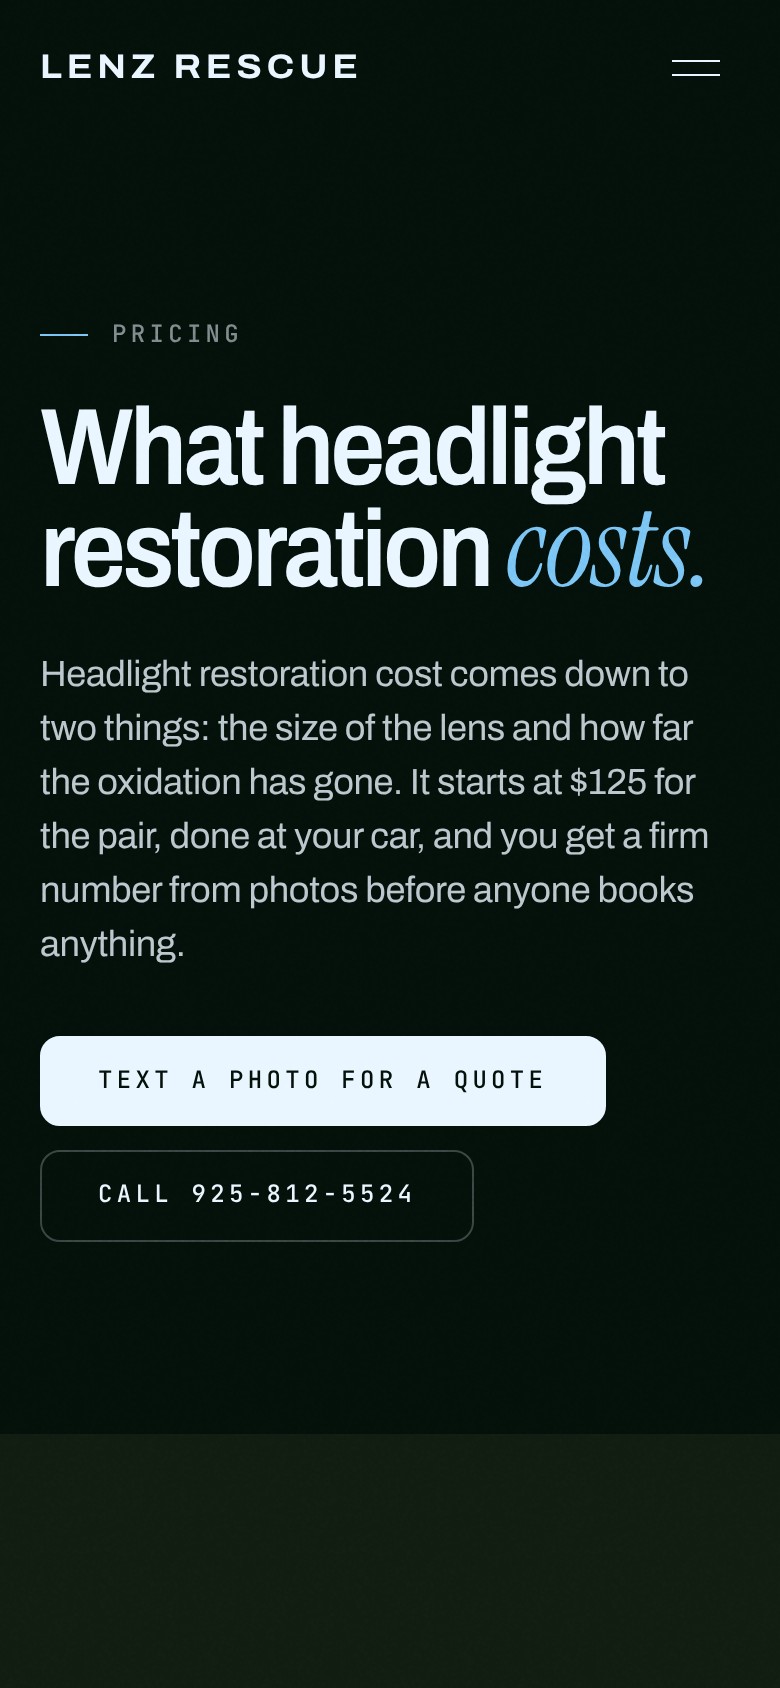 LENZ RESCUE
PRICING
What headlight
restoration costs.
Headlight restoration cost comes down to
two things: the size of the lens and how far
the oxidation has gone. It starts at $125 for
the pair, done at your car, and you get a firm
number from photos before anyone books
anything.
TEXT A PHOTO FOR A QUOTE
CALL 925-812-5524